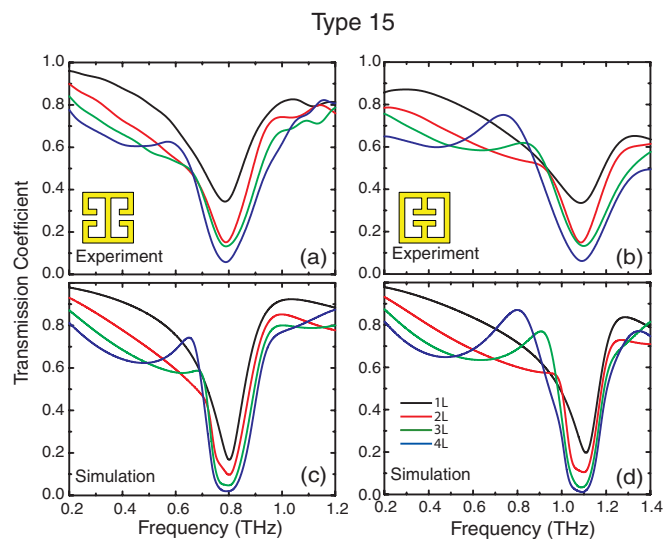 Type 15
Transmission Coefficient
1.0
0.8
0.6
0.4
0.2
0.0
Experiment
(a)
1.0
0.8
0.6
0.4
0.2
0.0
Experiment
(b)
0.8
0.6
0.4
0.2
0.0
Simulation
(c)
0.2 0.4 0.6 0.8 1.0 1.2
Frequency (THz)
0.8
0.6
0.4
0.2
0.0
1L
2L
3L
4L
Simulation
(d)
0.2 0.4 0.6 0.8 1.0 1.2 1.4
Frequency (THz)